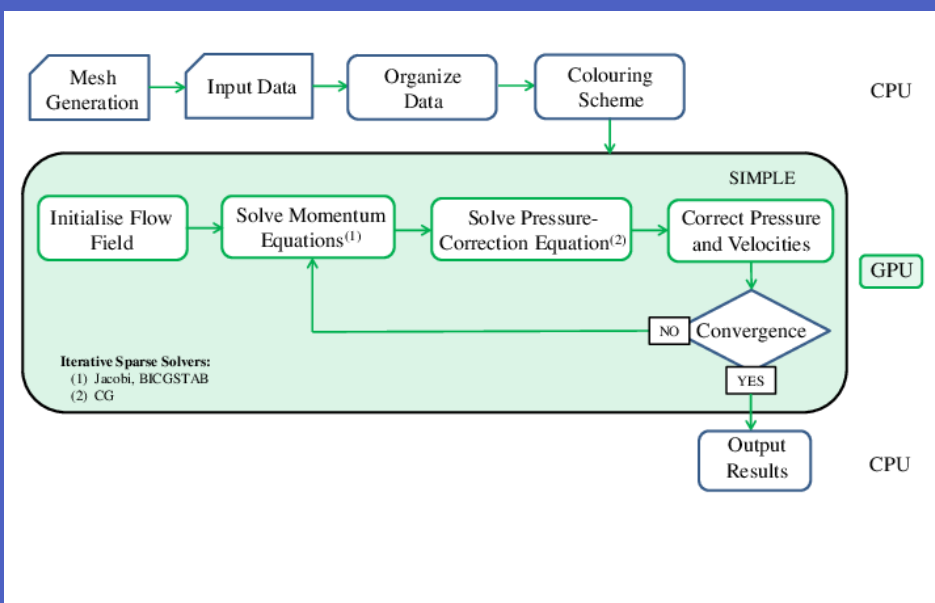 Mesh
Generation
Input Data
Organize
Data
Colouring
Scheme
CPU
SIMPLE
Initialise Flow
Field
Solve Momentum
Equations(1)
Solve Pressure-
Correction Equation(2)
Correct Pressure
and Velocities
GPU
NO
Convergence
Iterative Sparse Solvers:
(1) Jacobi, BICGSTAB
(2) CG
YES
Output
Results
CPU